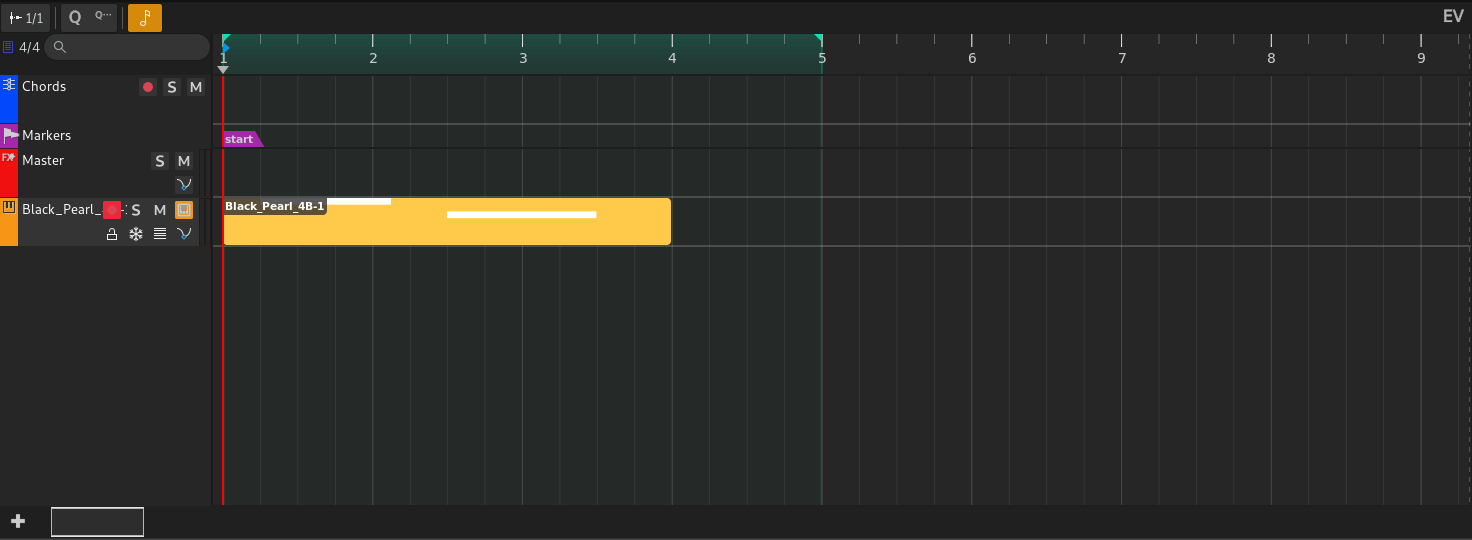 1/1 Q Q··· EV
4/4
1 2 3 4 5 6 7 8 9
Chords S M
Markers
start
FX Master S M
Black_Pearl_ S M
Black_Pearl_4B-1